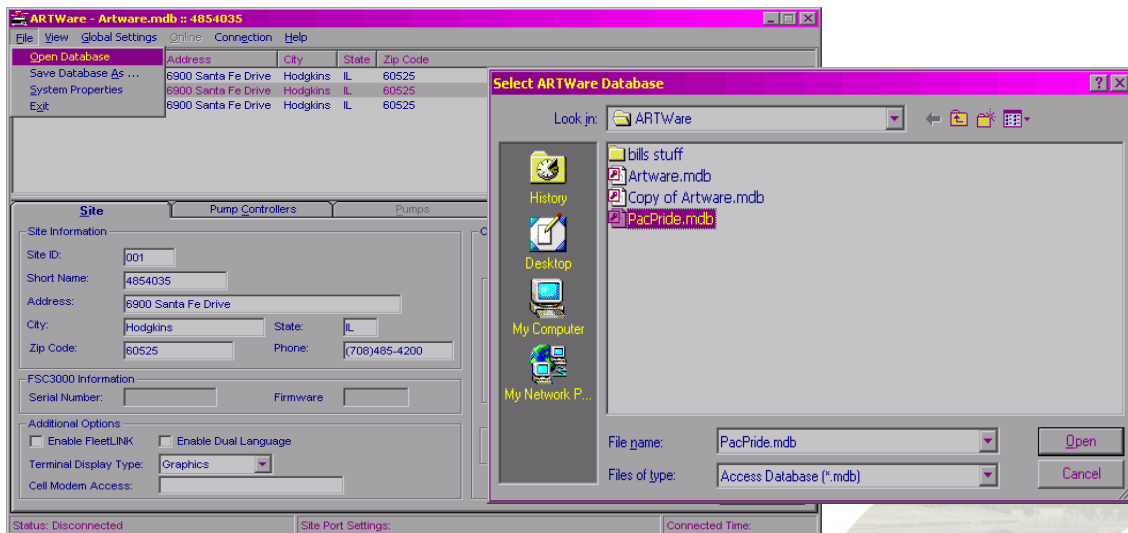 ARTWare - Artware.mdb :: 4854035
File View Global Settings Online Connection Help
Open Database
Save Database As ...
System Properties
Exit
Address City State Zip Code
6900 Santa Fe Drive Hodgkins IL 60525
6900 Santa Fe Drive Hodgkins IL 60525
6900 Santa Fe Drive Hodgkins IL 60525
Site Pump Controllers Pumps
Site Information
Site ID: 001
Short Name: 4854035
Address: 6900 Santa Fe Drive
City: Hodgkins State: IL
Zip Code: 60525 Phone: (708)485-4200
FSC3000 Information
Serial Number: Firmware
Additional Options
Enable FleetLINK Enable Dual Language
Terminal Display Type: Graphics
Cell Modem Access:
Status: Disconnected Site Port Settings: Connected Time:
Select ARTWare Database
Look in: ARTWare
History
Desktop
My Computer
My Network P...
bills stuff
Artware.mdb
Copy of Artware.mdb
PacPride.mdb
File name: PacPride.mdb Open
Files of type: Access Database (*.mdb) Cancel